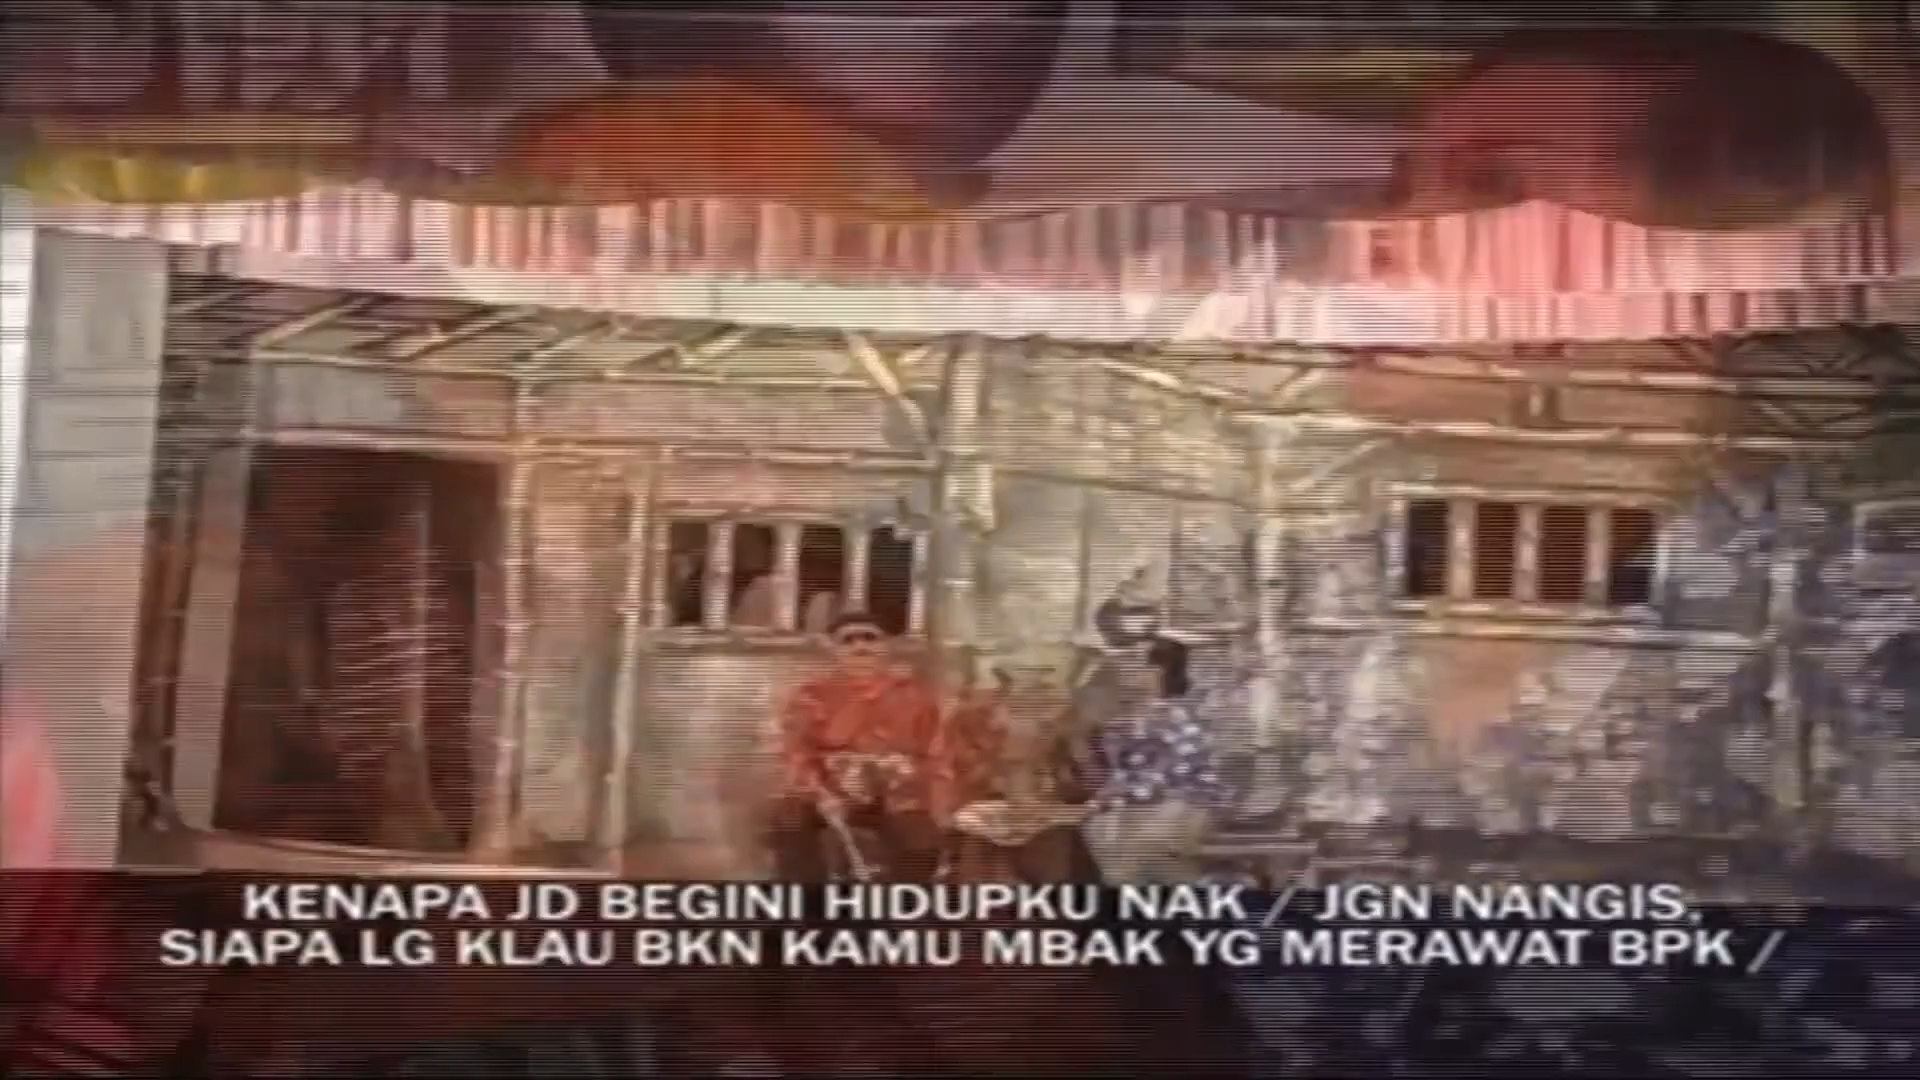 KENAPA JD BEGINI HIDUPKU NAK / JGN NANGIS.
SIAPA LG KLAU BKN KAMU MBAK YG MERAWAT BPK /